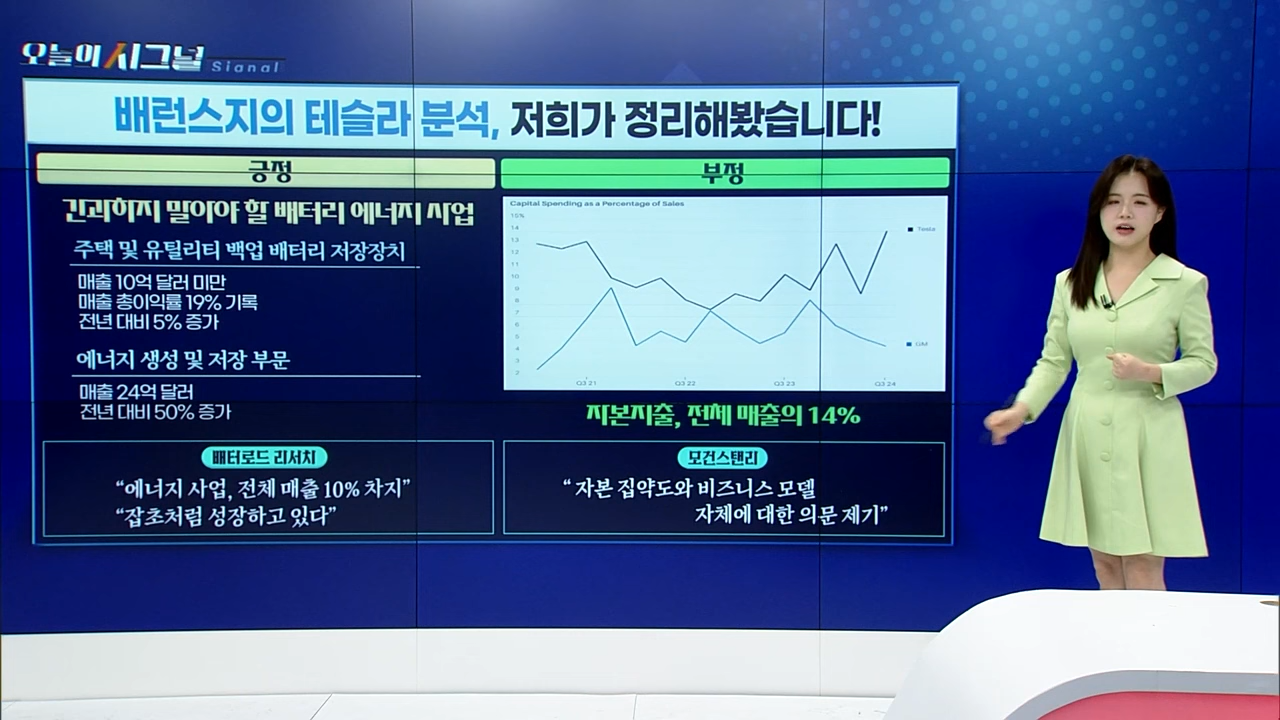 오늘의 시그널 Signal
배런스지의 테슬라 분석, 저희가 정리해봤습니다!
긍정
간과하지 말아야 할 배터리 에너지 사업
주택 및 유틸리티 백업 배터리 저장장치
매출 10억 달러 미만
매출 총이익률 19% 기록
전년 대비 5% 증가
에너지 생성 및 저장 부문
매출 24억 달러
전년 대비 50% 증가
배터로드 리서치
“에너지 사업, 전체 매출 10% 차지”
“잡초처럼 성장하고 있다”
부정
Capital Spending as a Percentage of Sales
15%
14
13
12
11
10
9
8
7
6
5
4
3
2
Q3 21 Q3 22 Q3 23 Q3 24
Tesla
GM
자본지출, 전체 매출의 14%
모건스탠리
“ 자본 집약도와 비즈니스 모델
자체에 대한 의문 제기”